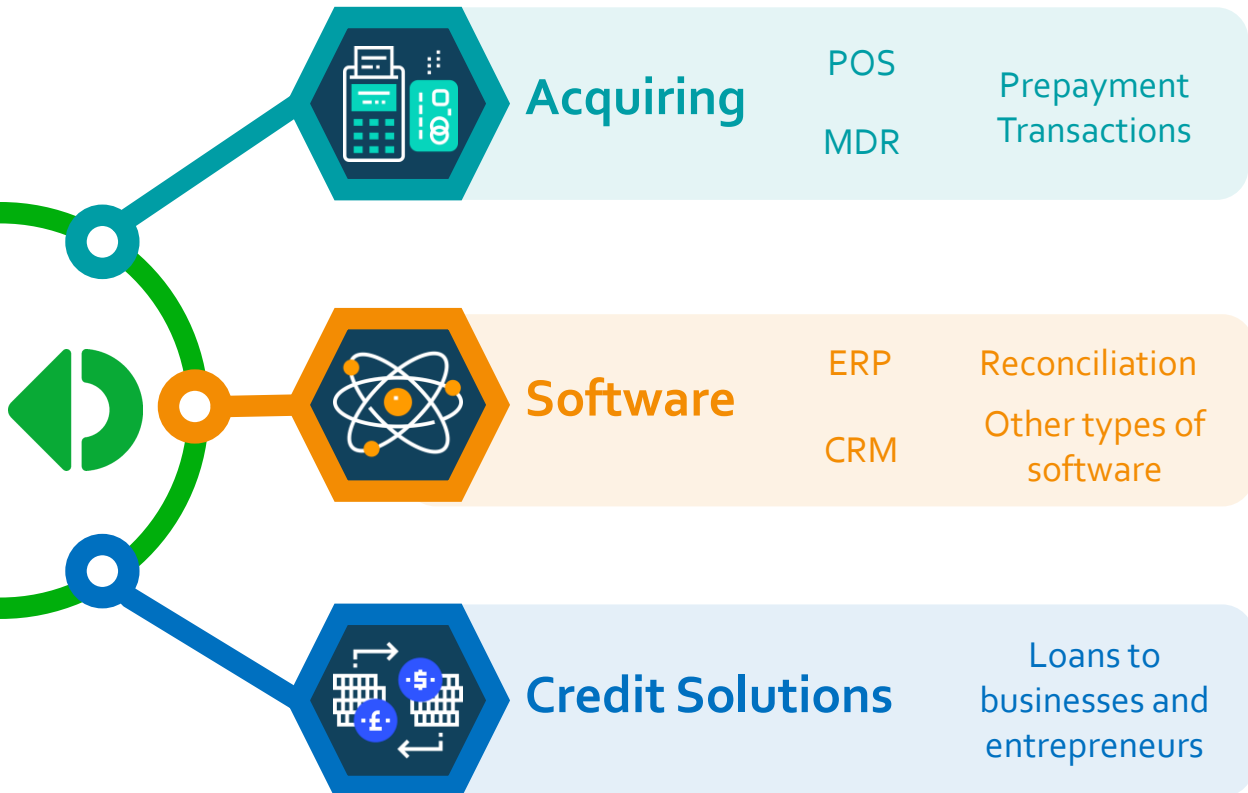 Acquiring
POS
MDR
Prepayment
Transactions
Software
ERP
CRM
Reconciliation
Other types of
software
Credit Solutions
Loans to
businesses and
entrepreneurs